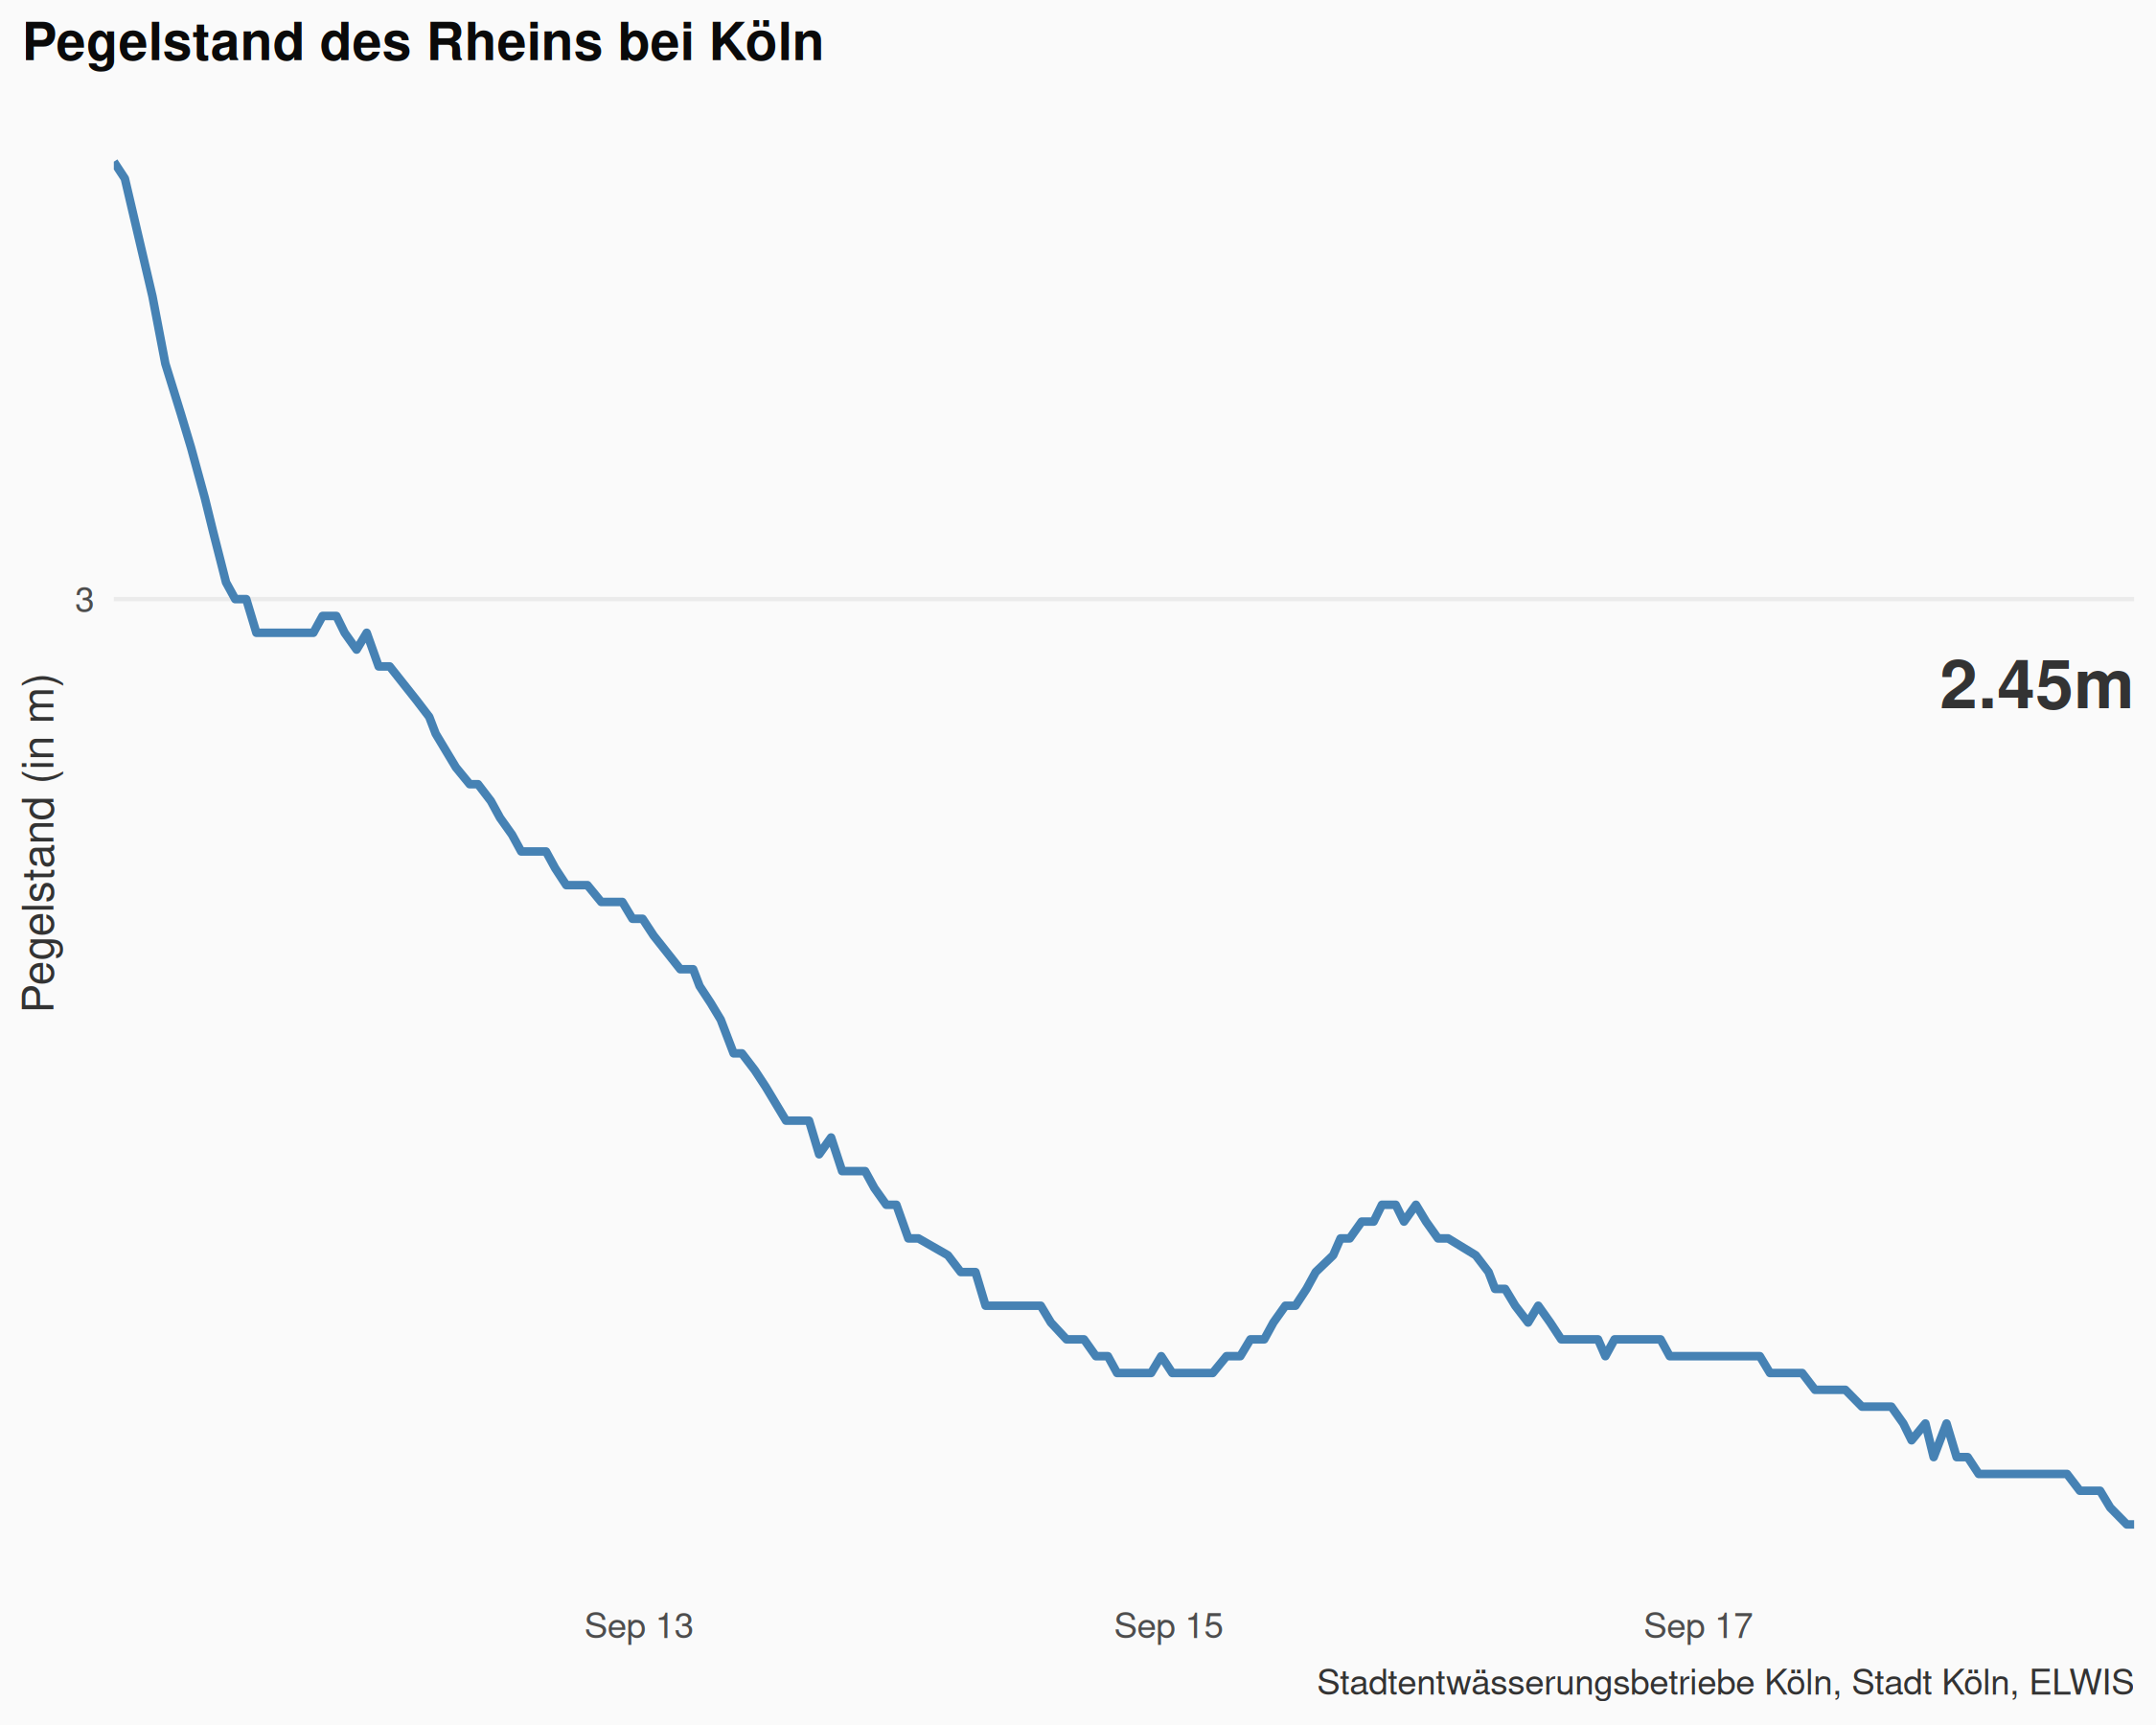 Pegelstand des Rheins bei Köln
3
2.45m
Pegelstand (in m)
Sep 13
Sep 15
Sep 17
Stadtentwässerungsbetriebe Köln, Stadt Köln, ELWIS